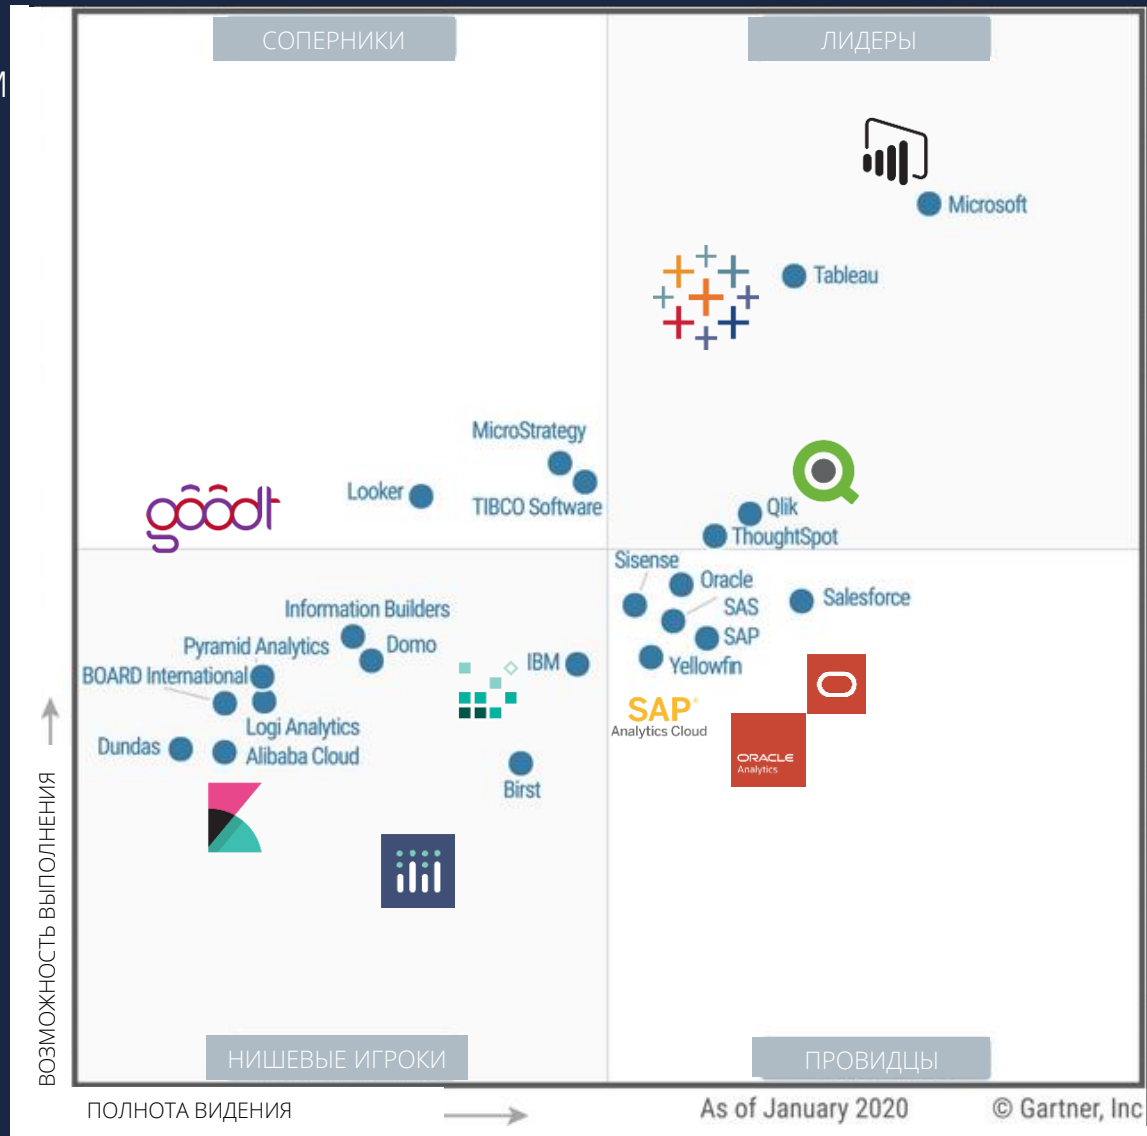 СОПЕРНИКИ
ЛИДЕРЫ
И
Microsoft
Tableau
MicroStrategy
Looker
TIBCO Software
goodt
Qlik
ThoughtSpot
Sisense
Oracle
SAS
Salesforce
SAP
Yellowfin
Information Builders
Pyramid Analytics
Domo
BOARD International
IBM
Logi Analytics
Dundas
Alibaba Cloud
Birst
SAP
Analytics Cloud
ORACLE
Analytics
ВОЗМОЖНОСТЬ ВЫПОЛНЕНИЯ
НИШЕВЫЕ ИГРОКИ
ПРОВИДЦЫ
ПОЛНОТА ВИДЕНИЯ
As of January 2020
© Gartner, Inc